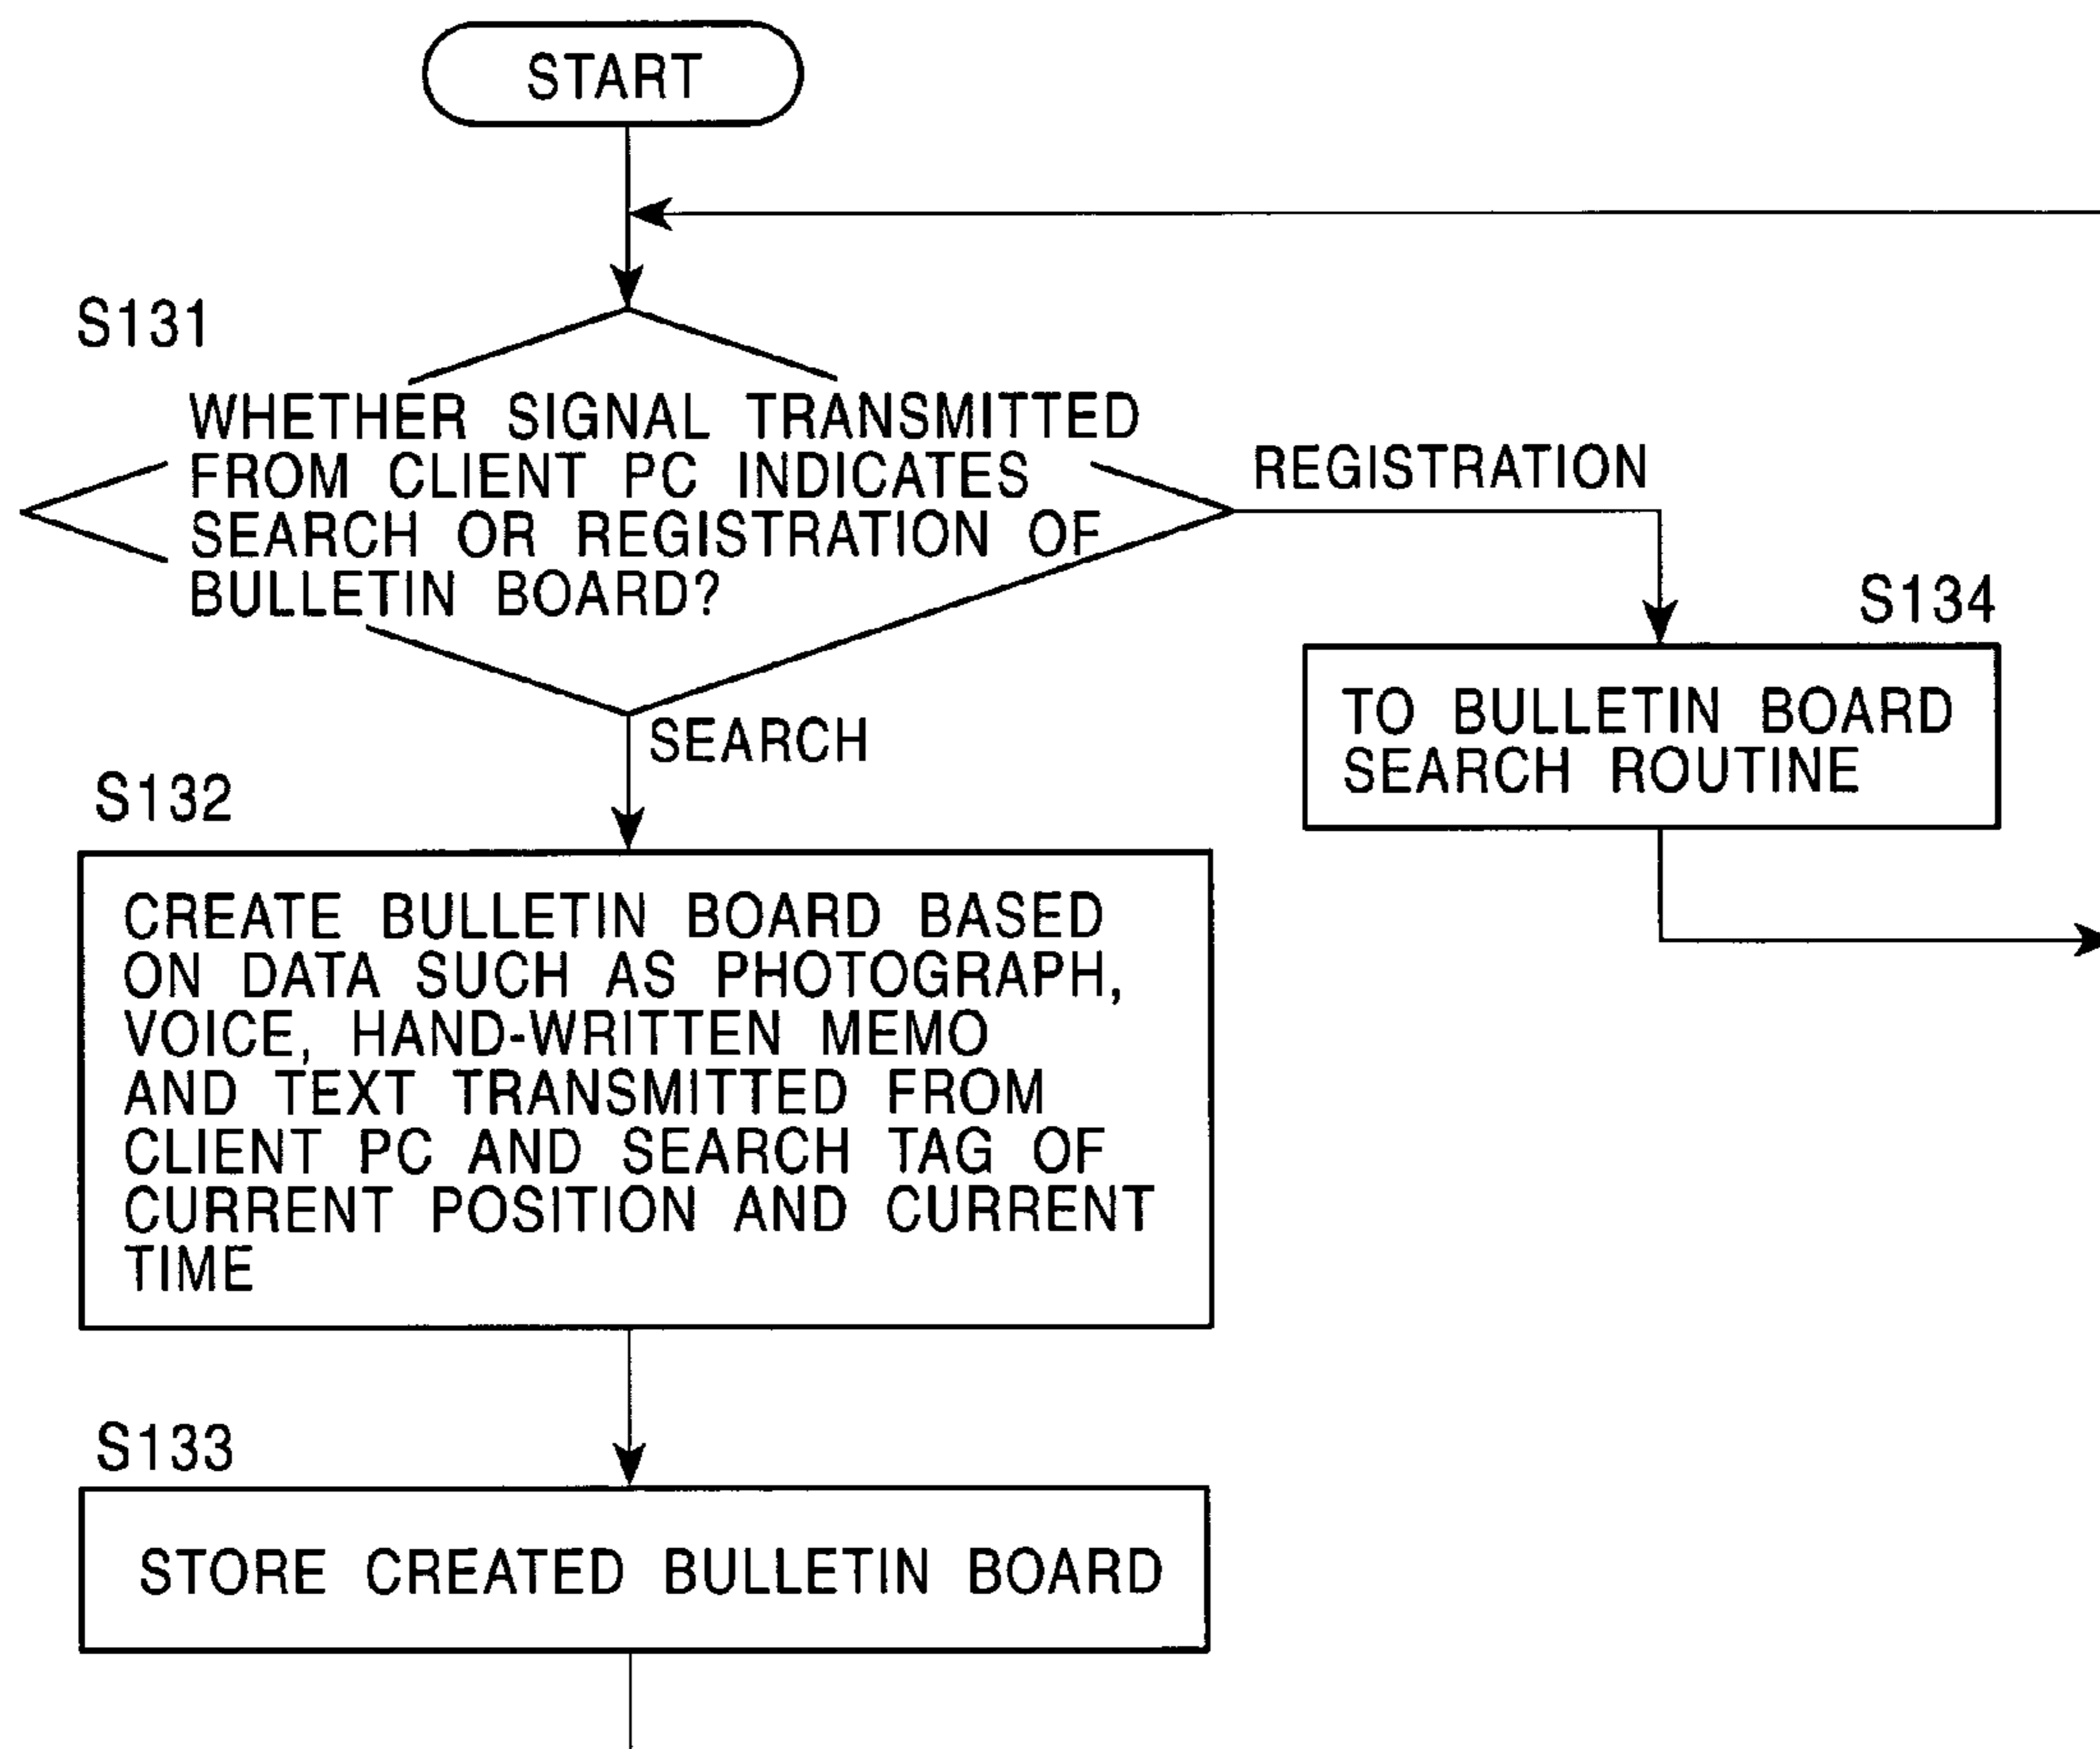 START
S131
WHETHER SIGNAL TRANSMITTED
FROM CLIENT PC INDICATES
SEARCH OR REGISTRATION OF
BULLETIN BOARD?
REGISTRATION
S134
TO BULLETIN BOARD
SEARCH ROUTINE
SEARCH
S132
CREATE BULLETIN BOARD BASED
ON DATA SUCH AS PHOTOGRAPH,
VOICE, HAND-WRITTEN MEMO
AND TEXT TRANSMITTED FROM
CLIENT PC AND SEARCH TAG OF
CURRENT POSITION AND CURRENT
TIME
S133
STORE CREATED BULLETIN BOARD